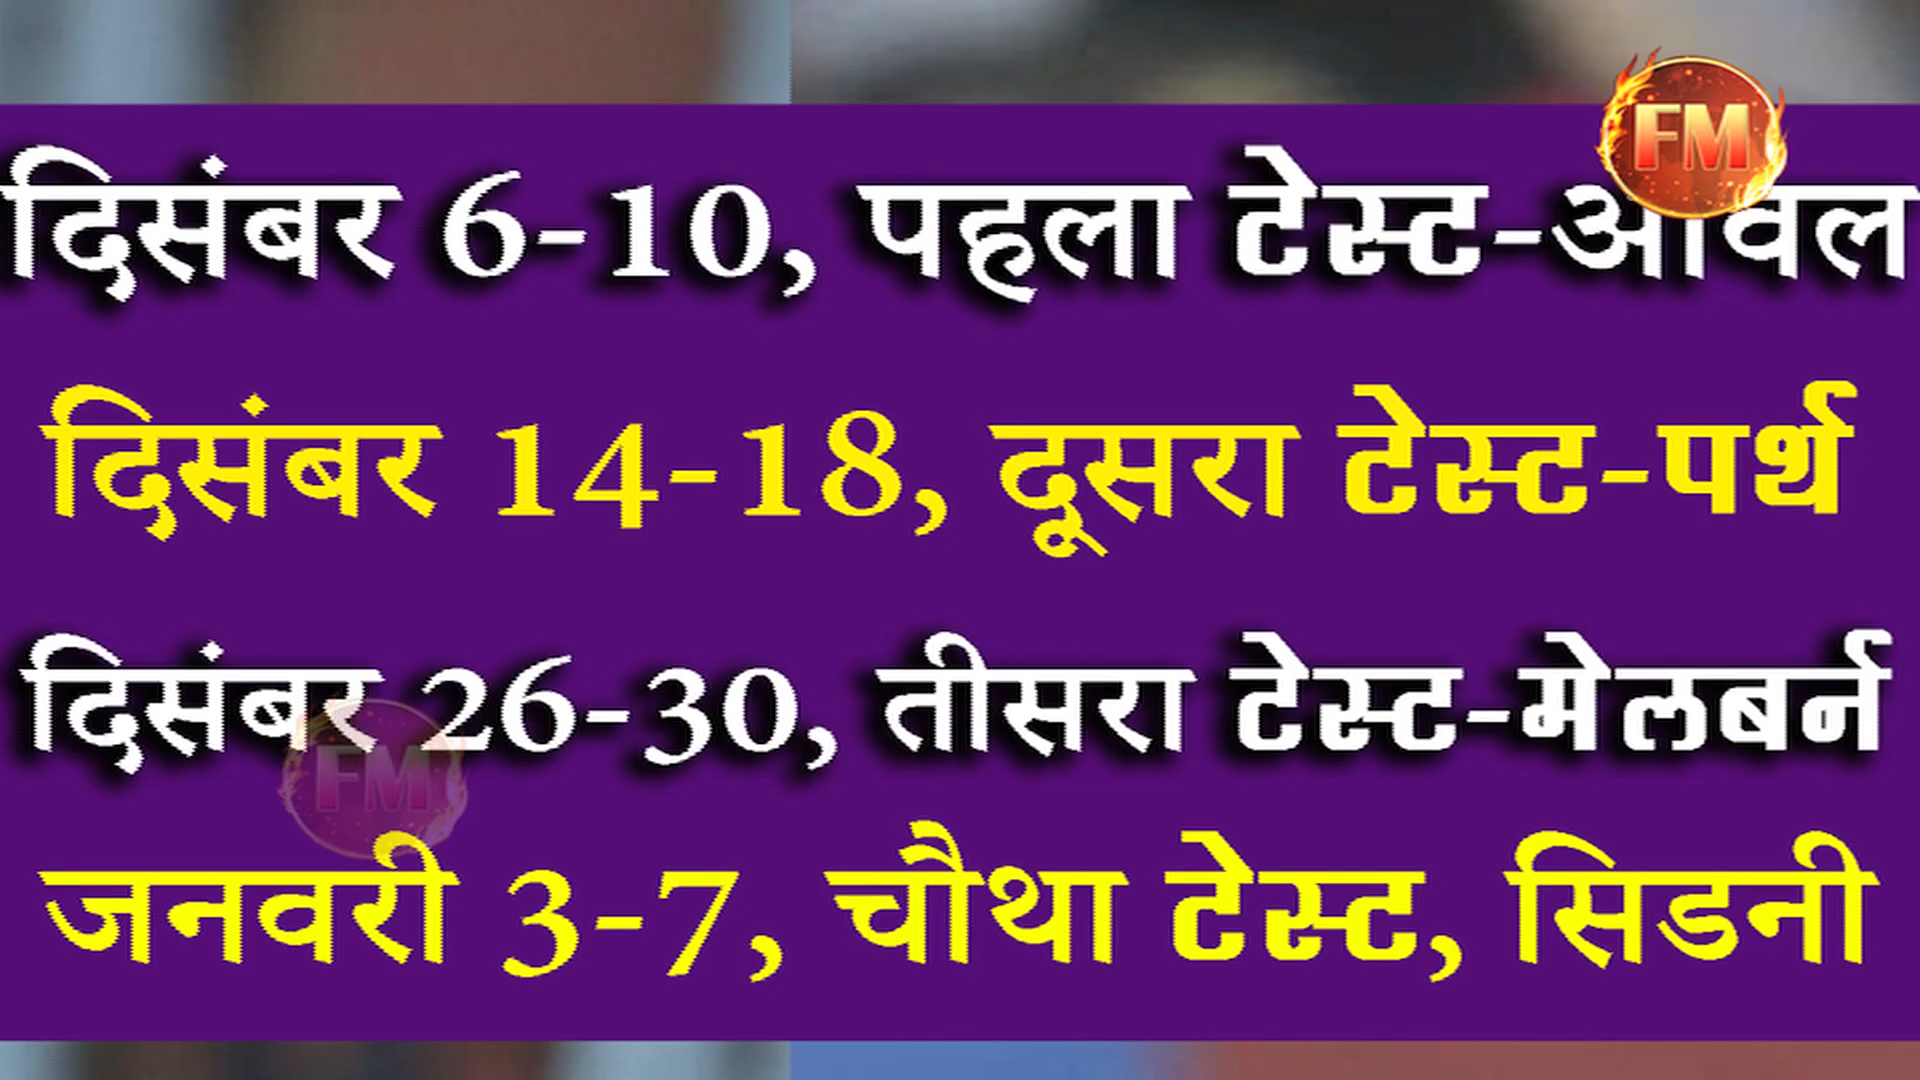 FM
दिसंबर 6-10, पहला टेस्ट-ओवल
दिसंबर 14-18, दूसरा टेस्ट-पर्थ
दिसंबर 26-30, तीसरा टेस्ट-मेलबर्न
FM
जनवरी 3-7, चौथा टेस्ट, सिडनी